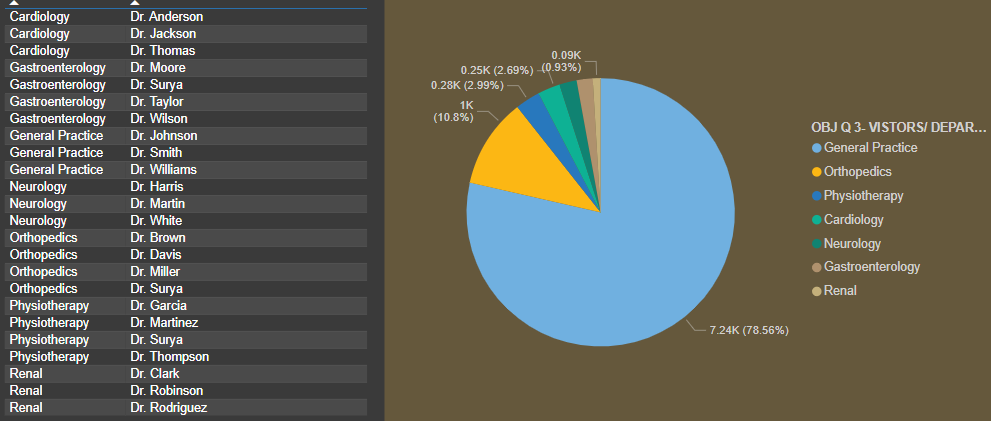 Cardiology Dr. Anderson
Cardiology Dr. Jackson
Cardiology Dr. Thomas
Gastroenterology Dr. Moore
Gastroenterology Dr. Surya
Gastroenterology Dr. Taylor
Gastroenterology Dr. Wilson
General Practice Dr. Johnson
General Practice Dr. Smith
General Practice Dr. Williams
Neurology Dr. Harris
Neurology Dr. Martin
Neurology Dr. White
Orthopedics Dr. Brown
Orthopedics Dr. Davis
Orthopedics Dr. Miller
Orthopedics Dr. Surya
Physiotherapy Dr. Garcia
Physiotherapy Dr. Martinez
Physiotherapy Dr. Surya
Physiotherapy Dr. Thompson
Renal Dr. Clark
Renal Dr. Robinson
Renal Dr. Rodriguez
0.09K
(0.93%)
0.25K (2.69%)
0.28K (2.99%)
1K
(10.8%)
7.24K (78.56%)
OBJ Q 3- VISTORS/ DEPAR...
General Practice
Orthopedics
Physiotherapy
Cardiology
Neurology
Gastroenterology
Renal